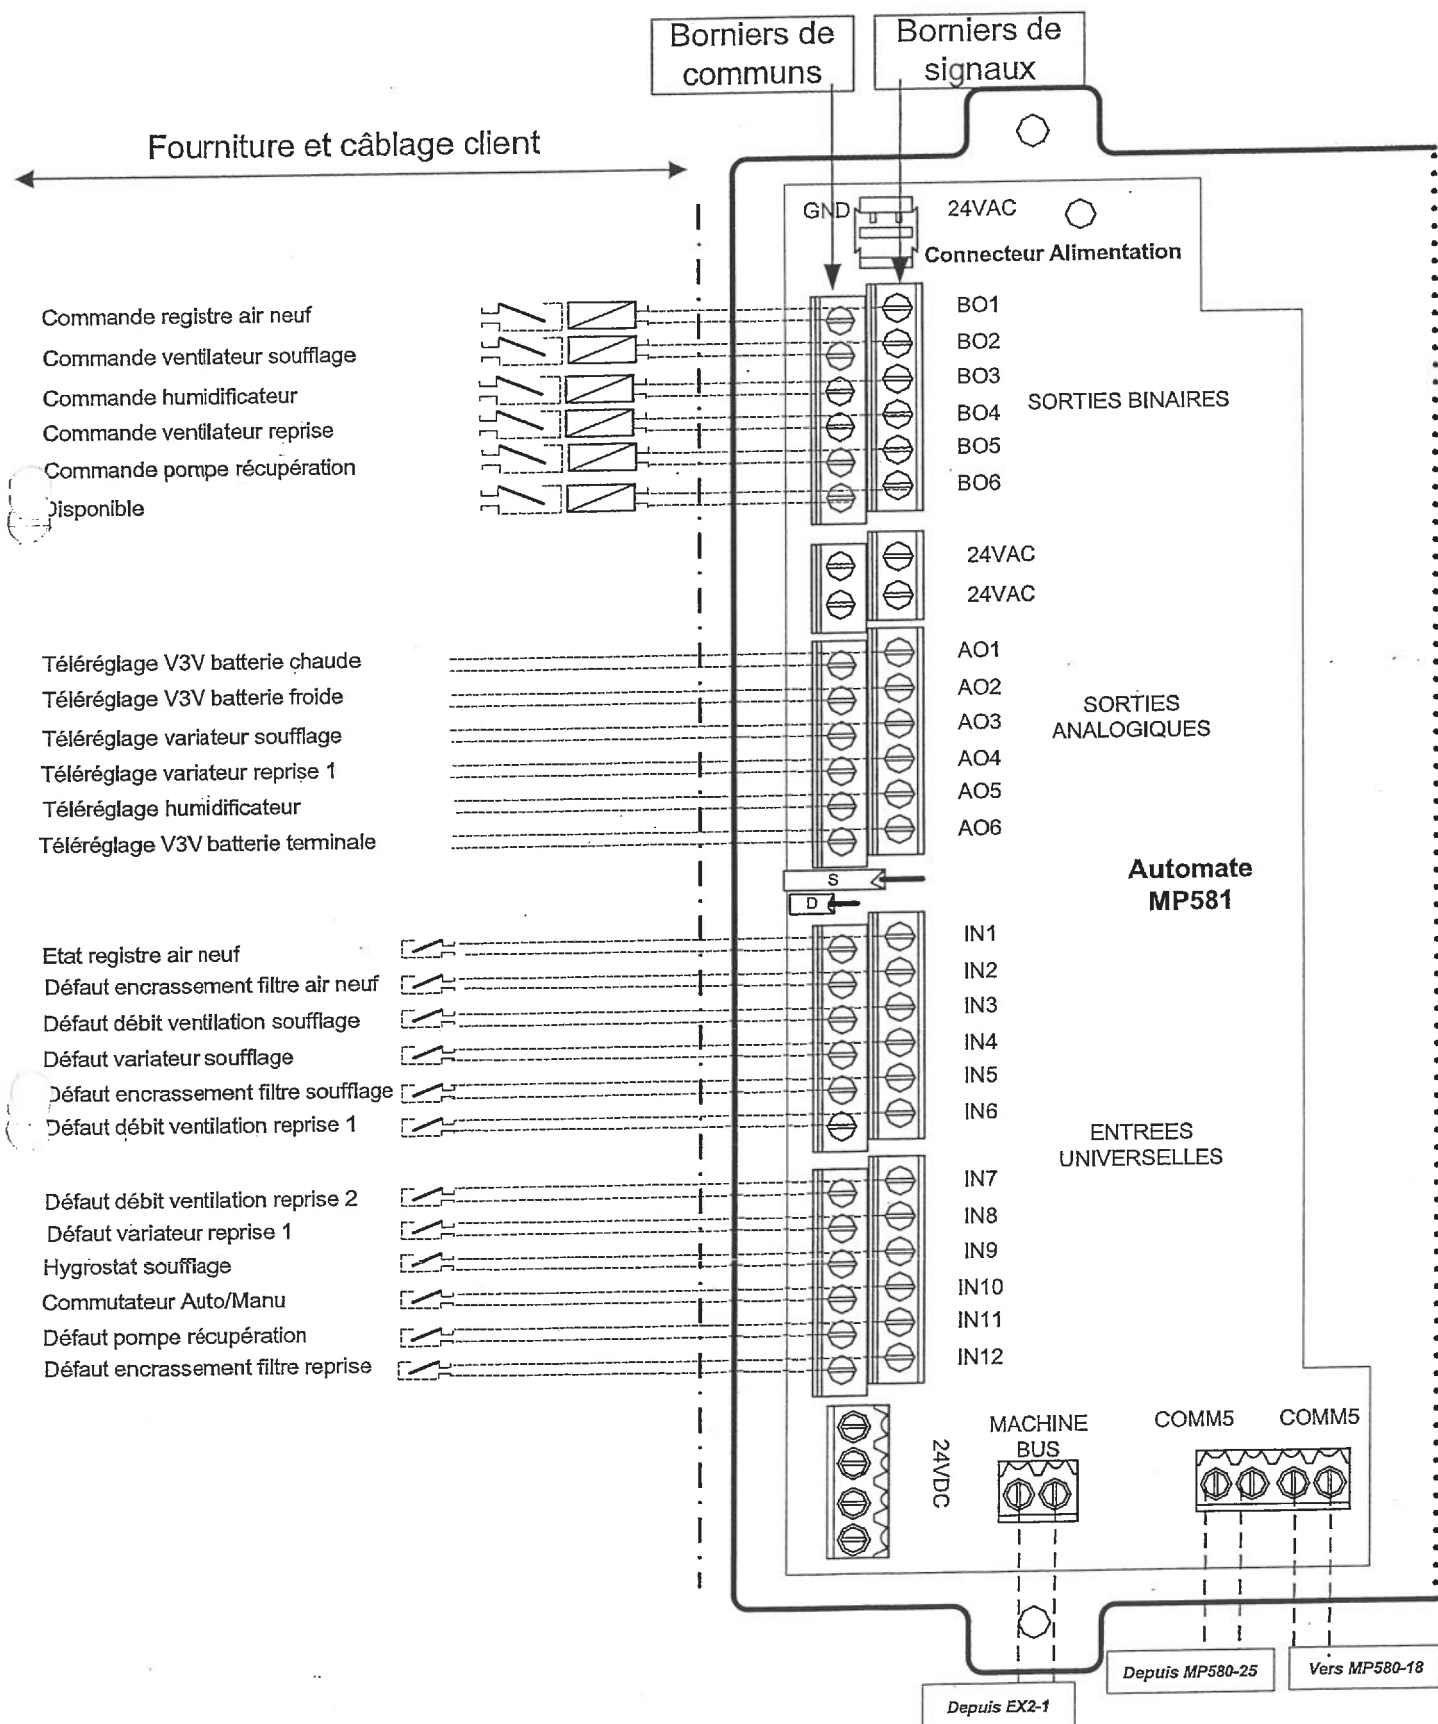 Borniers de
communs
Borniers de
signaux
Fourniture et câblage client
GND
24VAC
Connecteur Alimentation
Commande registre air neuf
BO1
Commande ventilateur soufflage
BO2
Commande humidificateur
BO3
SORTIES BINAIRES
Commande ventilateur reprise
BO4
Commande pompe récupération
BO5
Disponible
BO6
24VAC
24VAC
Téléréglage V3V batterie chaude
AO1
Téléréglage V3V batterie froide
AO2
SORTIES
ANALOGIQUES
Téléréglage variateur soufflage
AO3
Téléréglage variateur reprise 1
AO4
Téléréglage humidificateur
AO5
Téléréglage V3V batterie terminale
AO6
Automate
MP581
S
D
Etat registre air neuf
IN1
Défaut encrassement filtre air neuf
IN2
Défaut débit ventilation soufflage
IN3
Défaut variateur soufflage
IN4
Défaut encrassement filtre soufflage
IN5
Défaut débit ventilation reprise 1
IN6
ENTREES
UNIVERSELLES
Défaut débit ventilation reprise 2
IN7
Défaut variateur reprise 1
IN8
Hygrostat soufflage
IN9
Commutateur Auto/Manu
IN10
Défaut pompe récupération
IN11
Défaut encrassement filtre reprise
IN12
24VDC
MACHINE
BUS
COMM5
COMM5
Depuis MP580-25
Vers MP580-18
Depuis EX2-1